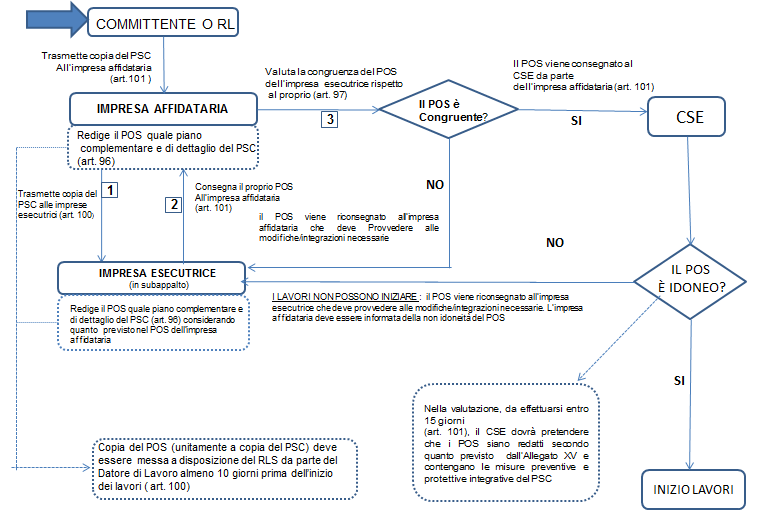 COMMITTENTE O RL
Trasmette copia del PSC
All'impresa affidataria
(art.101 )
IMPRESA AFFIDATARIA
Redige il POS quale piano
complementare e di dettaglio del PSC
(art. 96)
Valuta la congruenza del POS
dell'impresa esecutrice rispetto
al proprio (art. 97)
3
Il POS è
Congruente?
Il POS viene consegnato al
CSE da parte
dell'impresa affidataria (art. 101)
SI
CSE
Trasmette copia del
PSC alle imprese
esecutrici (art. 100)
1
2
Consegna il proprio POS
All'impresa affidataria
(art. 101)
NO
il POS viene riconsegnato all'impresa
affidataria che deve Provvedere alle
modifiche/integrazioni necessarie
NO
IMPRESA ESECUTRICE
(in subappalto)
Redige il POS quale piano complementare e
di dettaglio del PSC (art. 96) considerando
quanto previsto nel POS dell'impresa
affidataria
I LAVORI NON POSSONO INIZIARE : il POS viene riconsegnato all'impresa
esecutrice che deve provvedere alle modifiche/integrazioni necessarie. L'impresa
affidataria deve essere informata della non idoneità del POS
IL POS
È IDONEO?
SI
Nella valutazione, da effettuarsi entro
15 giorni
(art. 101), il CSE dovrà pretendere
che i POS siano redatti secondo
quanto previsto dall'Allegato XV e
contengano le misure preventive e
protettive integrative del PSC
Copia del POS (unitamente a copia del PSC) deve
essere messa a disposizione del RLS da parte del
Datore di Lavoro almeno 10 giorni prima dell'inizio
dei lavori ( art. 100)
INIZIO LAVORI